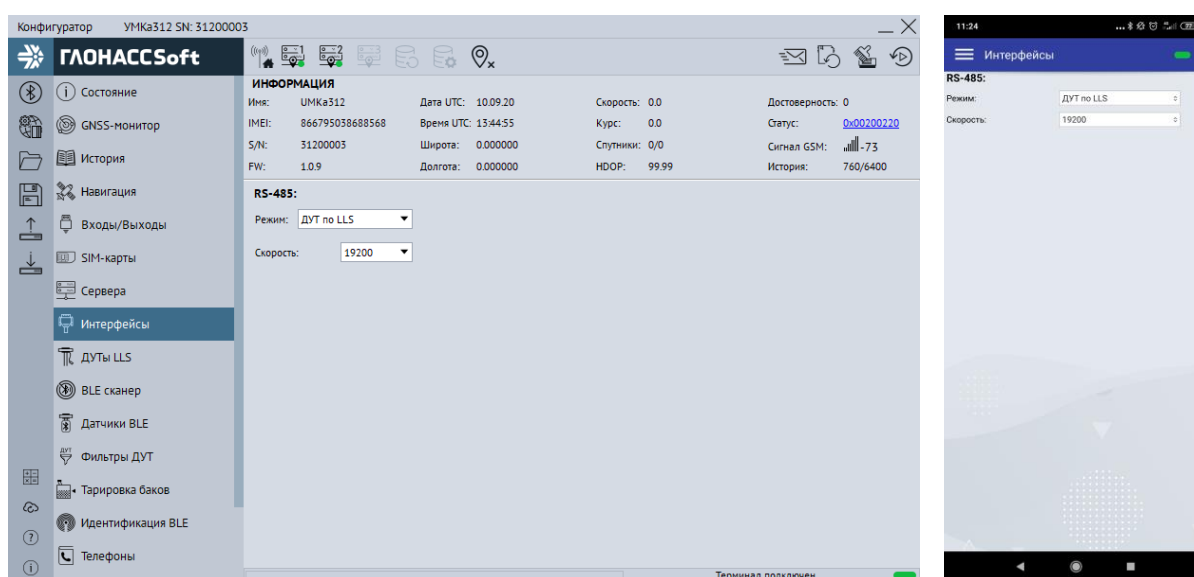 Конфигуратор УМКа312 SN: 31200003
ГЛОНАССSoft
1 2
Состояние
GNSS-монитор
История
Навигация
Входы/Выходы
SIM-карты
Сервера
Интерфейсы
ДУТы LLS
BLE сканер
Датчики BLE
Фильтры ДУТ
Тарировка баков
Идентификация BLE
Телефоны
ИНФОРМАЦИЯ
Имя: UMKa312 Дата UTC: 10.09.20 Скорость: 0.0 Достоверность: 0
IMEI: 866795038688568 Время UTC: 13:44:55 Курс: 0.0 Статус: 0x00200220
S/N: 31200003 Широта: 0.000000 Спутники: 0/0 Сигнал GSM: -73
FW: 1.0.9 Долгота: 0.000000 HDOP: 99.99 История: 760/6400
RS-485:
Режим: ДУТ по LLS
Скорость: 19200
Терминал подключен
11:24
Интерфейсы
RS-485:
Режим: ДУТ по LLS
Скорость: 19200